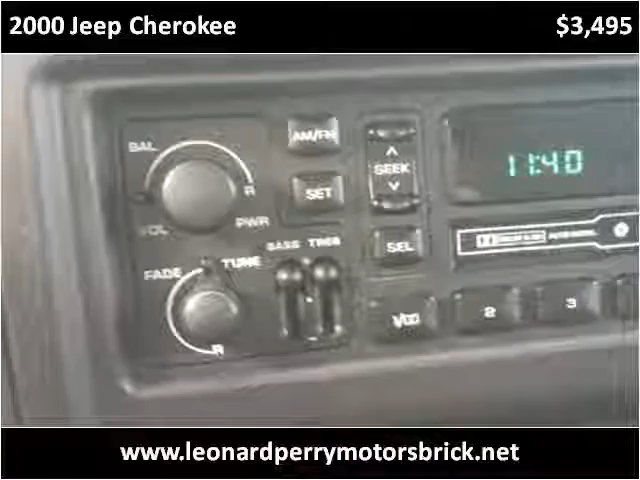 2000 Jeep Cherokee $3,495
BAL
AM/FM
SEEK
11:40
R
SET
VOL
PWR
BASS TREB
SEL
FADE
TUNE
2
3
R
www.leonardperrymotorsbrick.net